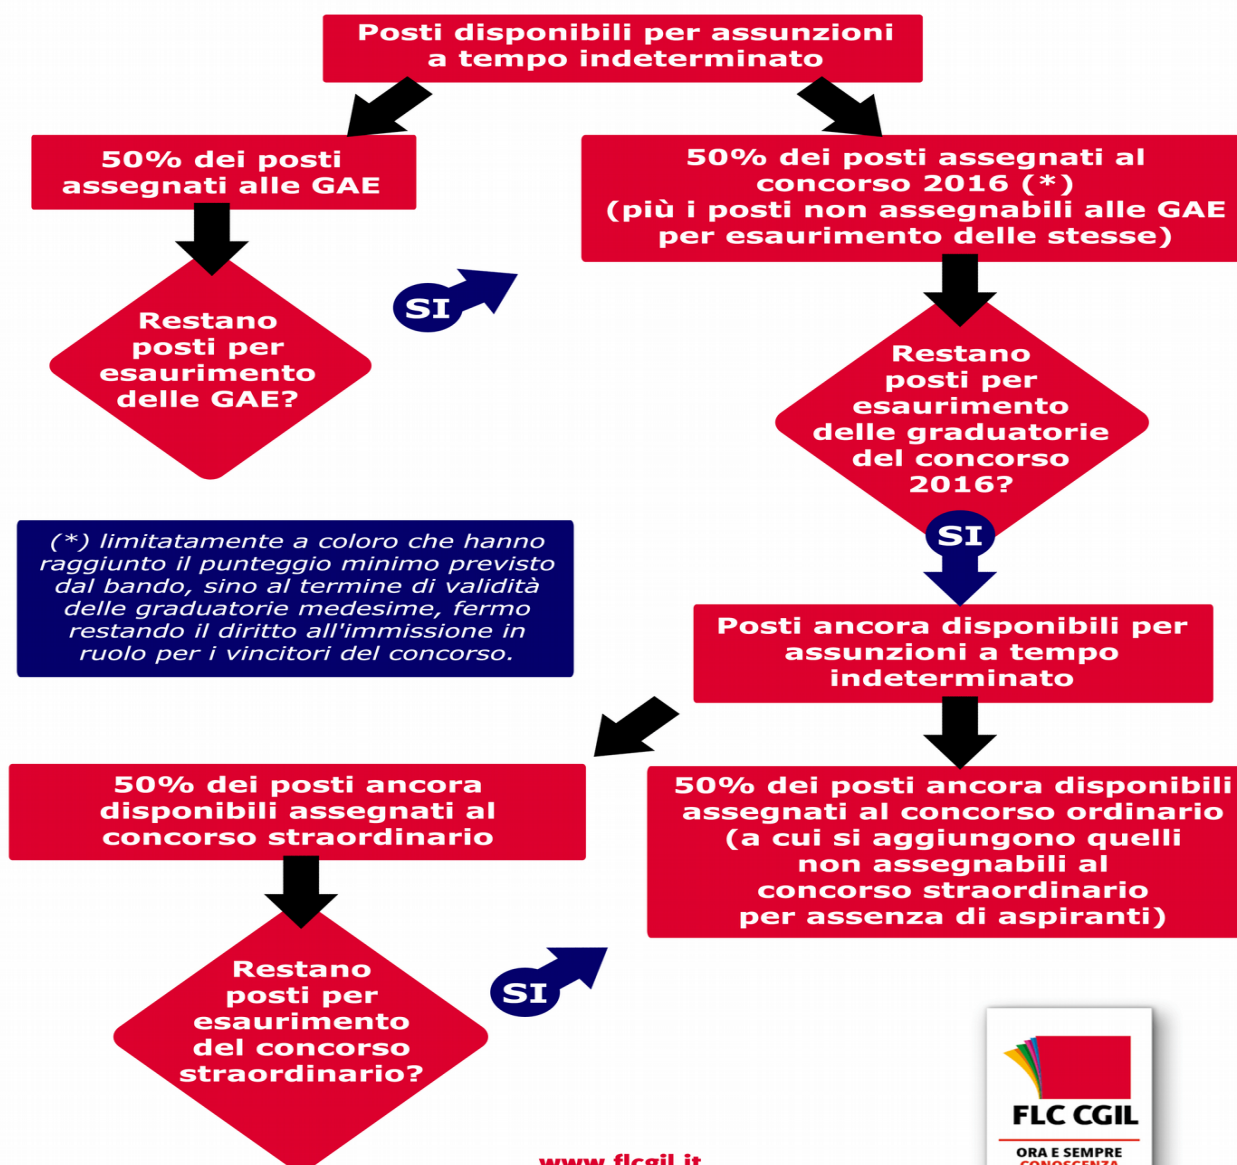 Posti disponibili per assunzioni
a tempo indeterminato
50% dei posti
assegnati alle GAE
50% dei posti assegnati al
concorso 2016 (*)
(più i posti non assegnabili alle GAE
per esaurimento delle stesse)
SI
Restano
posti per
esaurimento
delle GAE?
Restano
posti per
esaurimento
delle graduatorie
del concorso
2016?
SI
(*) limitatamente a coloro che hanno
raggiunto il punteggio minimo previsto
dal bando, sino al termine di validità
delle graduatorie medesime, fermo
restando il diritto all'immissione in
ruolo per i vincitori del concorso.
Posti ancora disponibili per
assunzioni a tempo
indeterminato
50% dei posti ancora
disponibili assegnati al
concorso straordinario
50% dei posti ancora disponibili
assegnati al concorso ordinario
(a cui si aggiungono quelli
non assegnabili al
concorso straordinario
per assenza di aspiranti)
Restano
posti per
esaurimento
del concorso
straordinario?
SI
FLC CGIL
ORA E SEMPRE
CONOSCENZA
www.flcgil.it